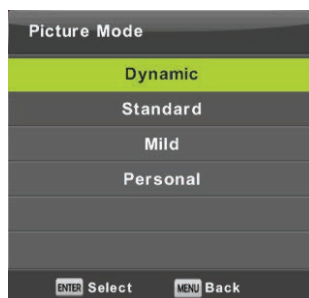 Picture Mode
Dynamic
Standard
Mild
Personal
ENTER Select MENU Back